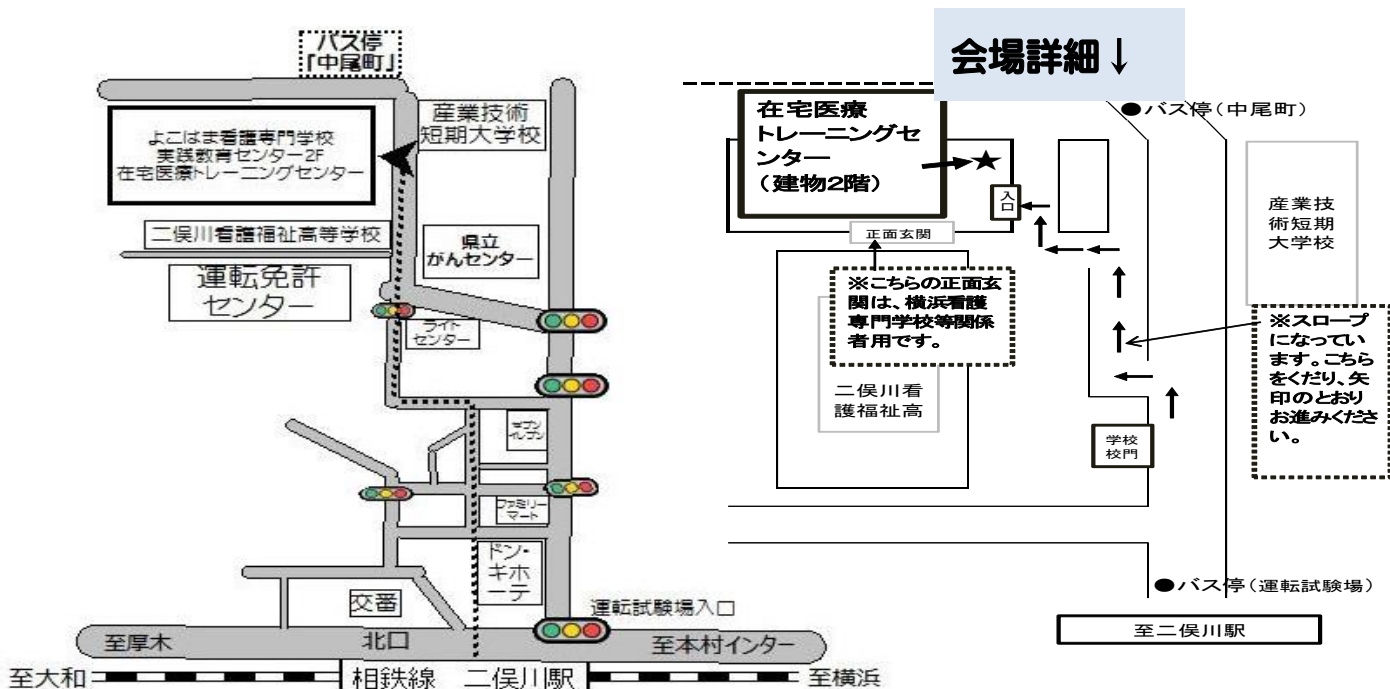 バス停
「中尾町」
よこはま看護専門学校
実践教育センター2F
在宅医療トレーニングセンター
産業技術
短期大学校
二俣川看護福祉高等学校
県立
がんセンター
運転免許
センター
ライト
センター
セブン
イレブン
ファミリー
マート
ドン・
キホ
ーテ
交番
運転試験場入口
至厚木
北口
至本村インター
至大和
相鉄線 二俣川駅
至横浜
会場詳細↓
●バス停(中尾町)
在宅医療
トレーニングセ
ンター
(建物2階)
★
入口
正面玄関
産業技
術短期
大学校
※こちらの正面玄
関は、横浜看護
専門学校等関係
者用です。
二俣川看
護福祉高
※スロープ
になってい
ます。こちら
をくだり、矢
印のとおり
お進みくださ
い。
学校
校門
●バス停(運転試験場)
至二俣川駅